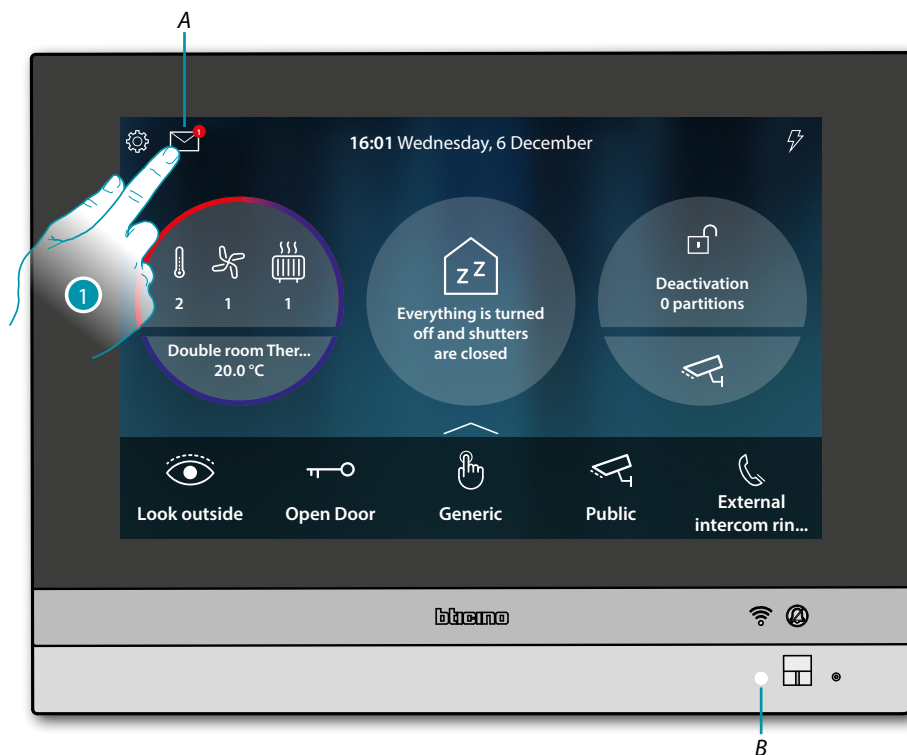 A
1
16:01 Wednesday, 6 December
2 1 1
Double room Ther...
20.0 °C
1
z z
Everything is turned
off and shutters
are closed
Deactivation
0 partitions
Look outside
Open Door
Generic
Public
External
intercom rin...
bticino
B